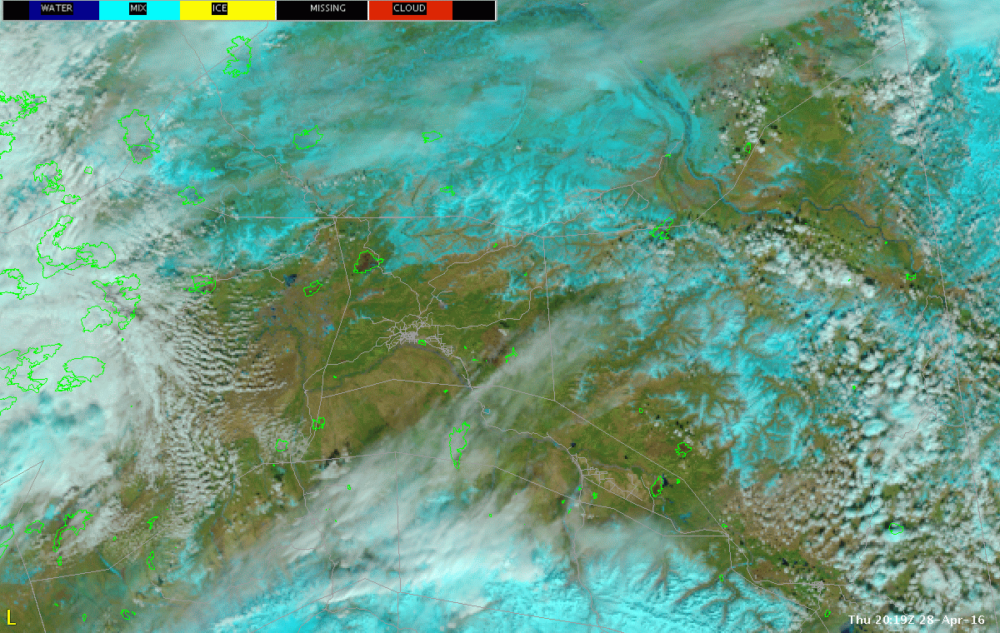 WATER MIX ICE MISSING CLOUD
L
Thu 20:19Z 28-Apr-16